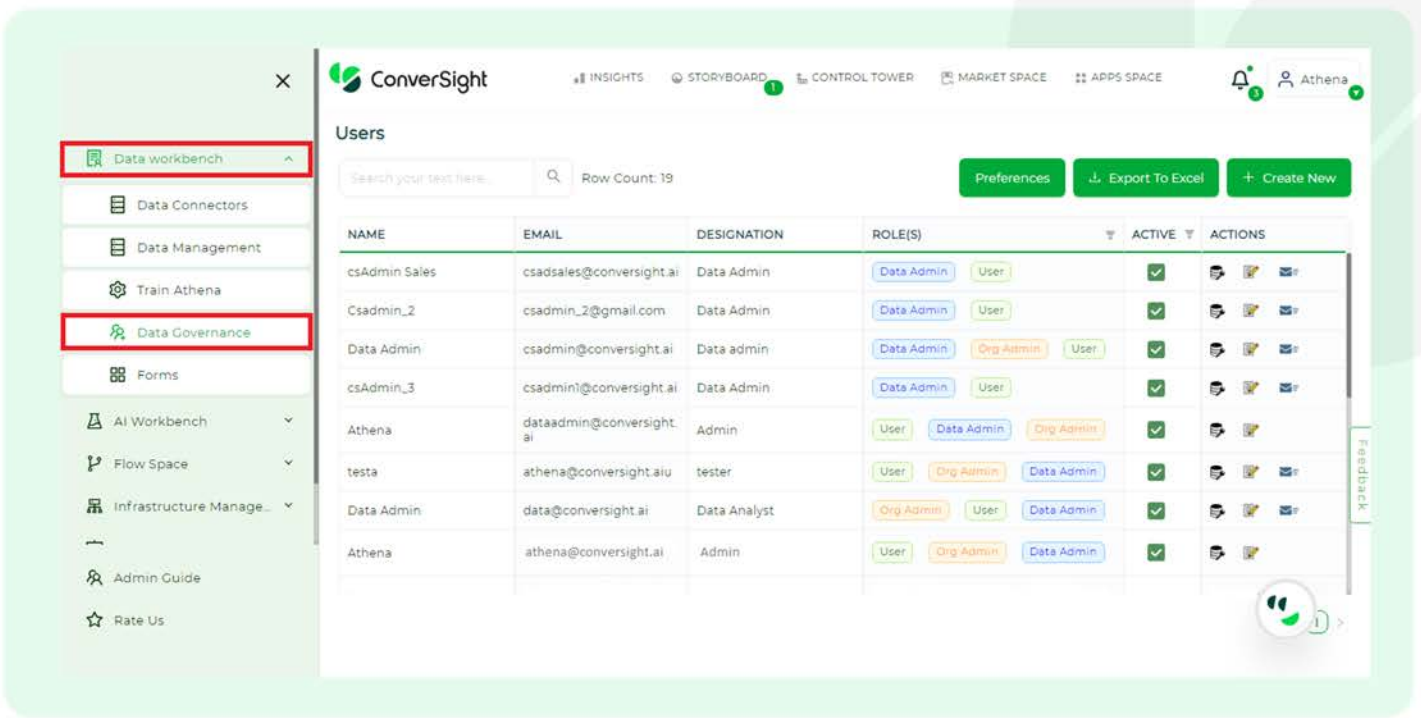 ConverSight
INSIGHTS
STORYBOARD
1
CONTROL TOWER
MARKET SPACE
APPS SPACE
3
Athena
Data workbench
Data Connectors
Data Management
Train Athena
Data Governance
Forms
AI Workbench
Flow Space
Infrastructure Manage...
Admin Guide
Rate Us
Users
Search your text here...
Row Count: 19
Preferences
Export To Excel
+ Create New
NAME EMAIL DESIGNATION ROLE(S) ACTIVE ACTIONS
csAdmin Sales csadsales@conversight.ai Data Admin Data Admin User
Csadmin_2 csadmin_2@gmail.com Data Admin Data Admin User
Data Admin csadmin@conversight.ai Data admin Data Admin Org Admin User
csAdmin_3 csadmin1@conversight.ai Data Admin Data Admin User
Athena dataadmin@conversight. Admin User Data Admin Org Admin
ai
testa athena@conversight.aiu tester User Org Admin Data Admin
Data Admin data@conversight.ai Data Analyst Org Admin User Data Admin
Athena athena@conversight.ai Admin User Org Admin Data Admin
Feedback
1